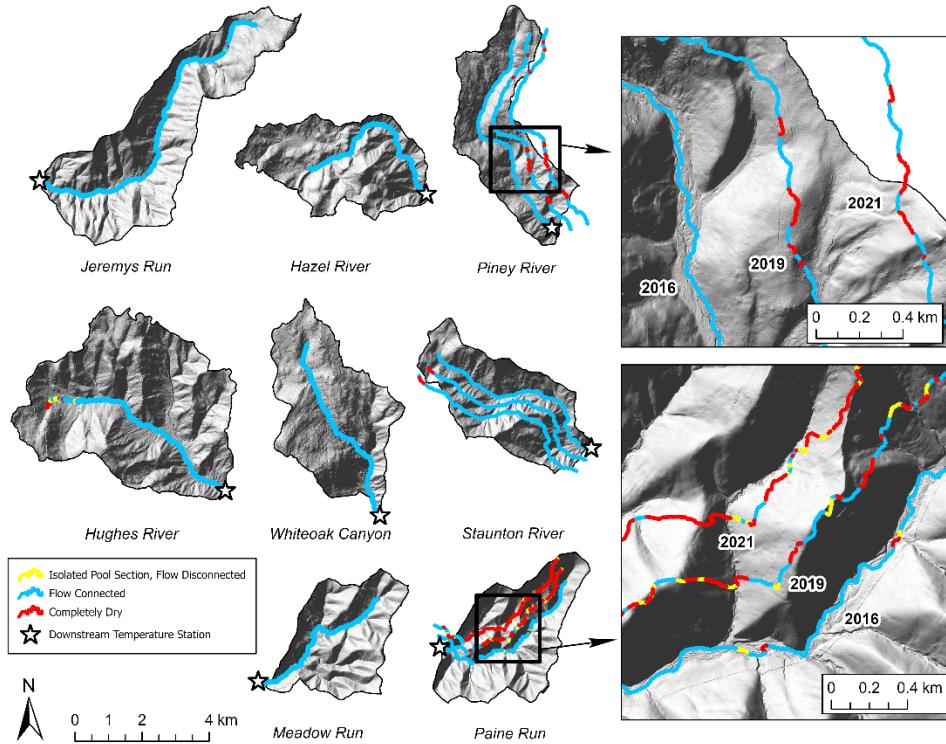 Jeremys Run
Hazel River
Piney River
2016
2019
2021
0 0.2 0.4 km
Hughes River
Whiteoak Canyon
Staunton River
Isolated Pool Section, Flow Disconnected
Flow Connected
Completely Dry
Downstream Temperature Station
N
0 1 2 4 km
Meadow Run
Paine Run
2021
2019
2016
0 0.2 0.4 km